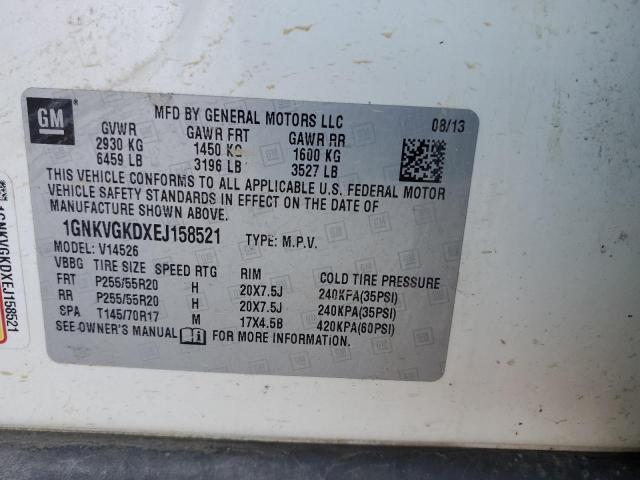 GM
MFD BY GENERAL MOTORS LLC
08/13
GVWR GAWR FRT GAWR RR
2930 KG 1450 KG 1600 KG
6459 LB 3196 LB 3527 LB
THIS VEHICLE CONFORMS TO ALL APPLICABLE U.S. FEDERAL MOTOR
VEHICLE SAFETY STANDARDS IN EFFECT ON THE DATE OF
MANUFACTURE SHOWN ABOVE.
1GNKVGKDXEJ158521 TYPE: M.P.V.
MODEL: V14526
VBBG TIRE SIZE SPEED RTG RIM COLD TIRE PRESSURE
FRT P255/55R20 H 20X7.5J 240KPA(35PSI)
RR P255/55R20 H 20X7.5J 240KPA(35PSI)
SPA T145/70R17 M 17X4.5B 420KPA(60PSI)
SEE OWNER'S MANUAL FOR MORE INFORMATION.
1GNKVGKDXEJ158521